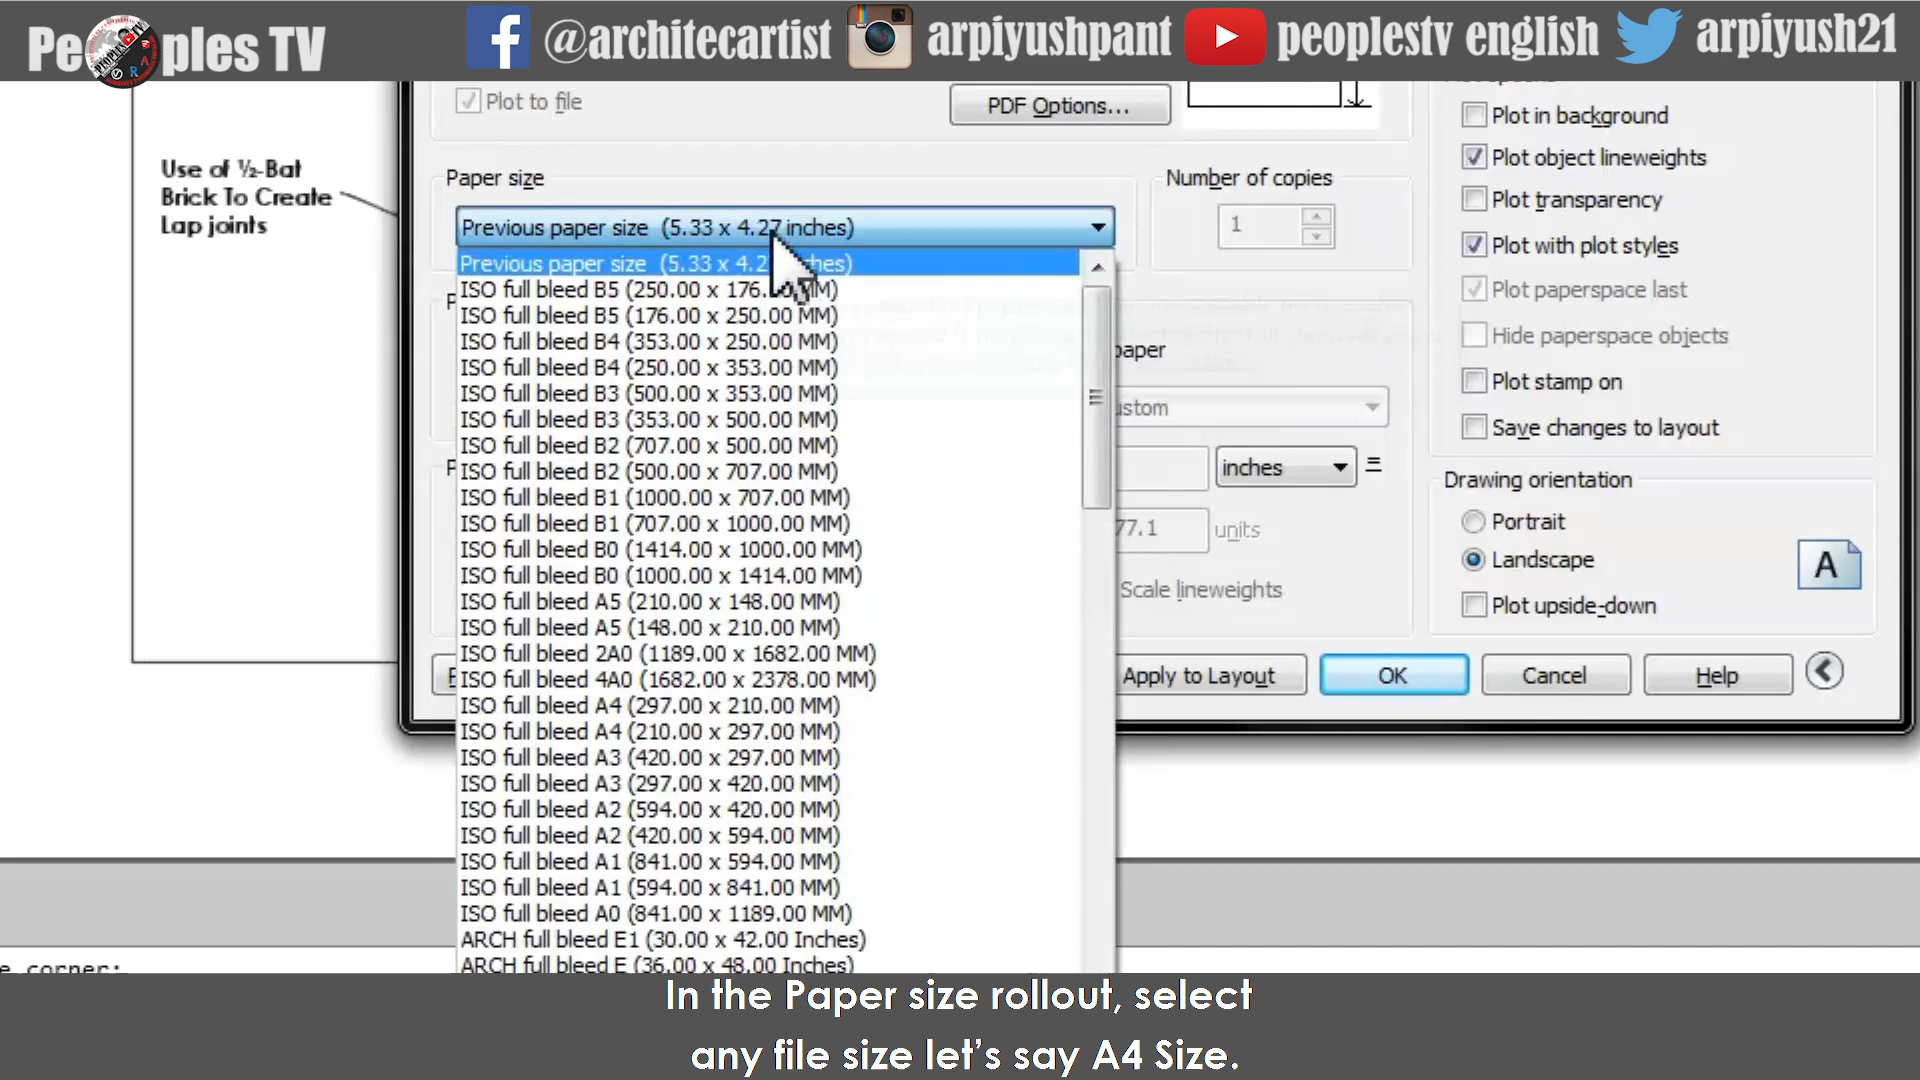 Peoples TV
@architecartist
arpiyushpant
peoplestv english
arpiyush21
Plot to file
PDF Options...
Plot in background
Plot object lineweights
Plot transparency
Plot with plot styles
Plot paperspace last
Hide paperspace objects
Plot stamp on
Save changes to layout
Use of ½-Bat
Brick To Create
Lap joints
Paper size
Number of copies
Previous paper size (5.33 x 4.27 inches)
1
Previous paper size (5.33 x 4.2 hes)
ISO full bleed B5 (250.00 x 176. MM)
ISO full bleed B5 (176.00 x 250.00 MM)
ISO full bleed B4 (353.00 x 250.00 MM)
ISO full bleed B4 (250.00 x 353.00 MM)
ISO full bleed B3 (500.00 x 353.00 MM)
ISO full bleed B3 (353.00 x 500.00 MM)
ISO full bleed B2 (707.00 x 500.00 MM)
ISO full bleed B2 (500.00 x 707.00 MM)
ISO full bleed B1 (1000.00 x 707.00 MM)
ISO full bleed B1 (707.00 x 1000.00 MM)
ISO full bleed B0 (1414.00 x 1000.00 MM)
ISO full bleed B0 (1000.00 x 1414.00 MM)
ISO full bleed A5 (210.00 x 148.00 MM)
ISO full bleed A5 (148.00 x 210.00 MM)
ISO full bleed 2A0 (1189.00 x 1682.00 MM)
ISO full bleed 4A0 (1682.00 x 2378.00 MM)
ISO full bleed A4 (297.00 x 210.00 MM)
ISO full bleed A4 (210.00 x 297.00 MM)
ISO full bleed A3 (420.00 x 297.00 MM)
ISO full bleed A3 (297.00 x 420.00 MM)
ISO full bleed A2 (594.00 x 420.00 MM)
ISO full bleed A2 (420.00 x 594.00 MM)
ISO full bleed A1 (841.00 x 594.00 MM)
ISO full bleed A1 (594.00 x 841.00 MM)
ISO full bleed A0 (841.00 x 1189.00 MM)
ARCH full bleed E1 (30.00 x 42.00 Inches)
ARCH full bleed E (36.00 x 48.00 Inches)
paper
ustom
inches
=
77.1
units
Scale lineweights
Drawing orientation
Portrait
Landscape
Plot upside-down
A
Apply to Layout
OK
Cancel
Help
e corner:
In the Paper size rollout, select
any file size let's say A4 Size.